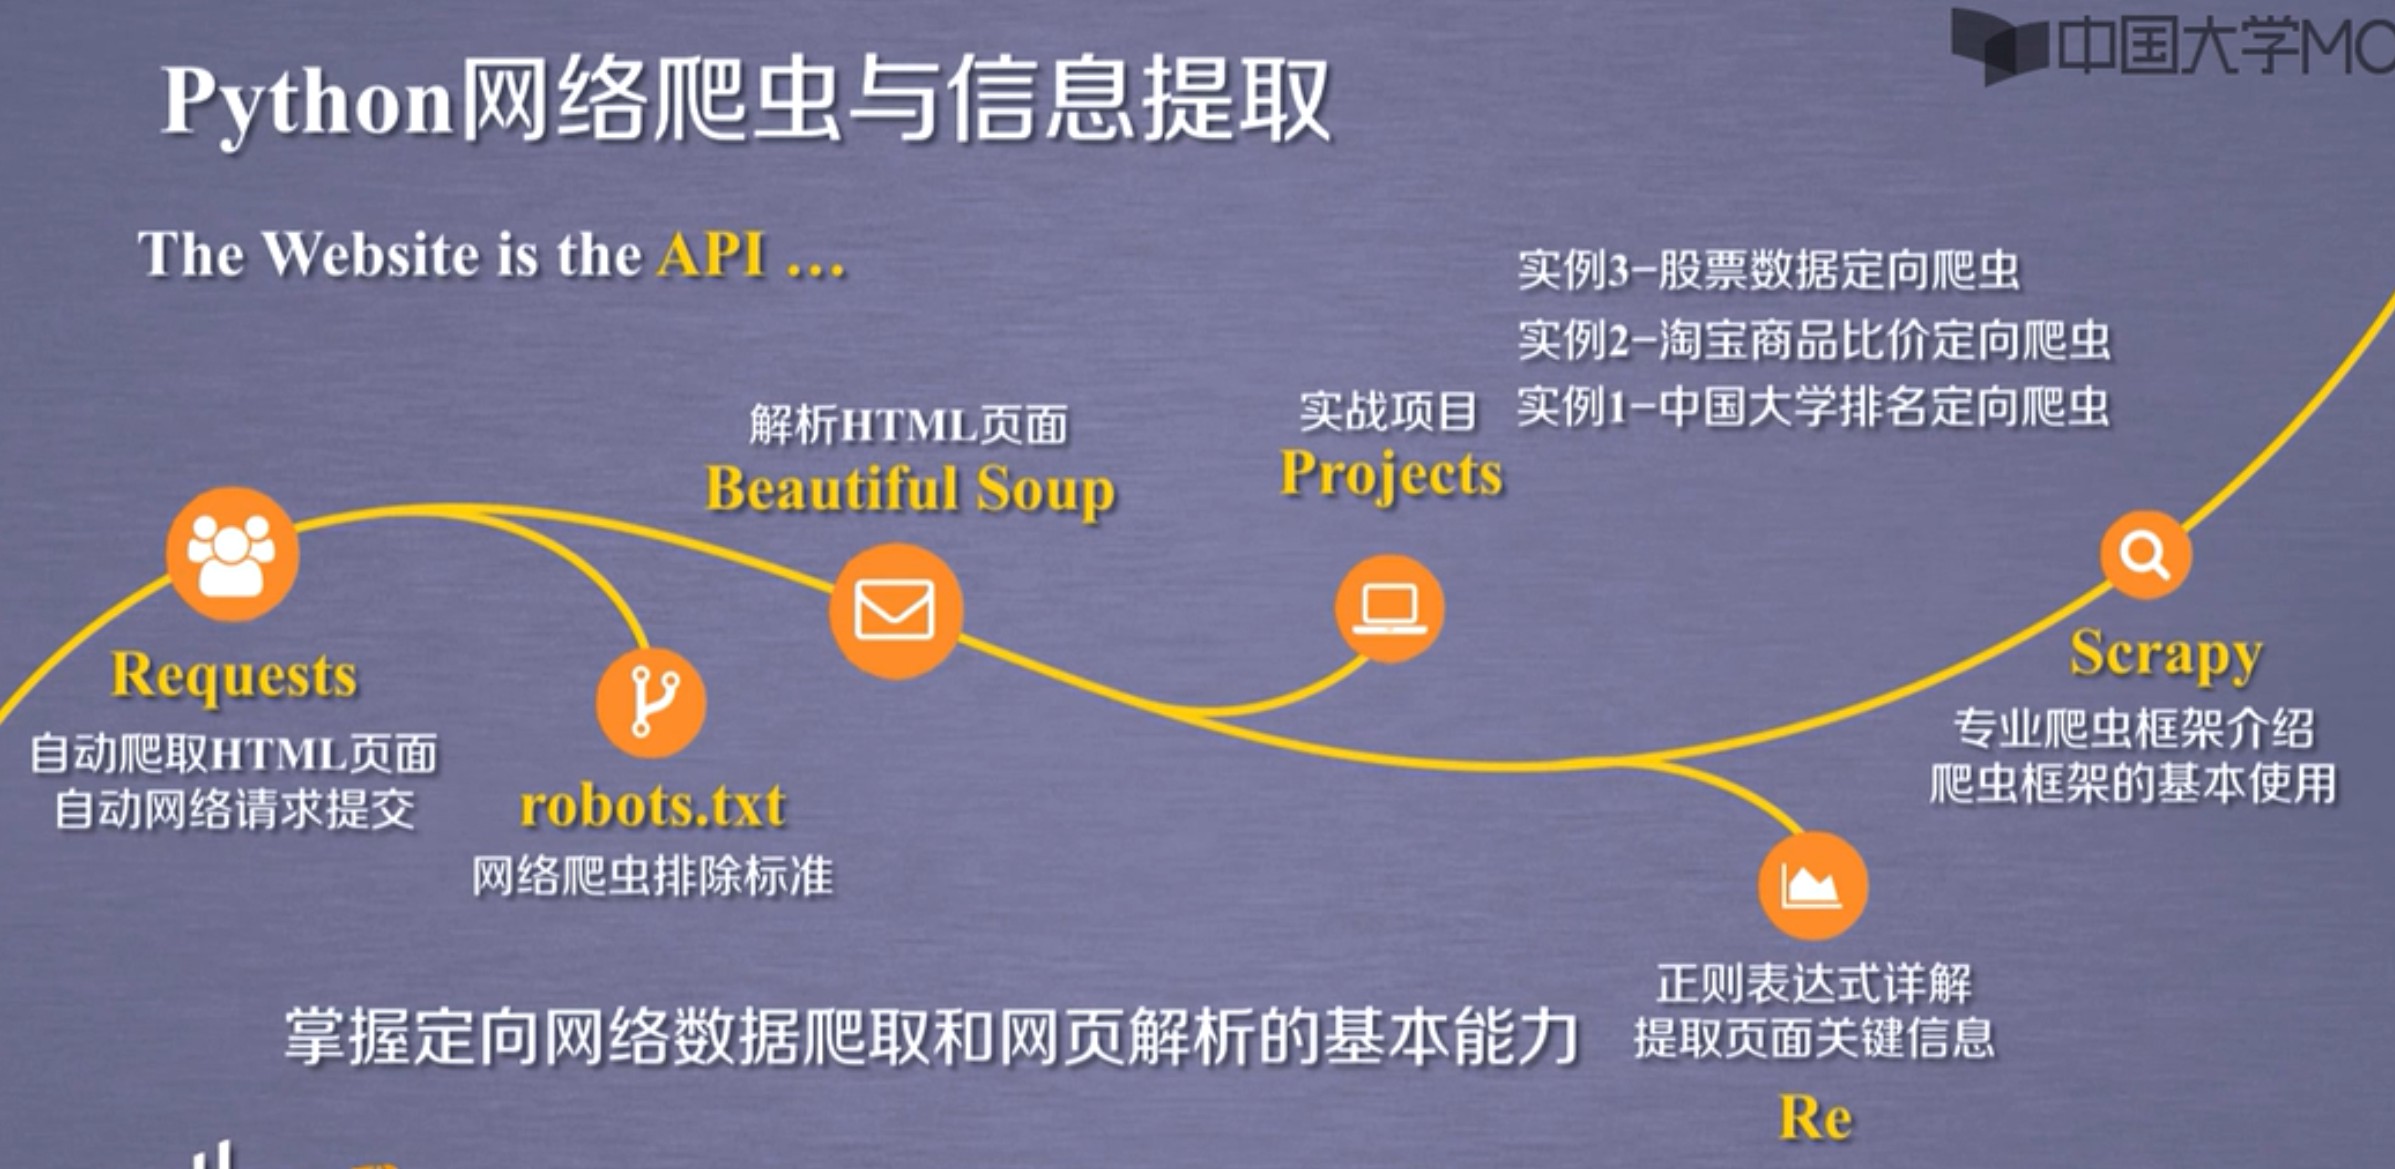 中国大学MO
Python网络爬虫与信息提取
The Website is the API ...
实例3-股票数据定向爬虫
实例2-淘宝商品比价定向爬虫
实例1-中国大学排名定向爬虫
解析HTML页面
Beautiful Soup
实战项目
Projects
Requests
自动爬取HTML页面
自动网络请求提交
robots.txt
网络爬虫排除标准
Scrapy
专业爬虫框架介绍
爬虫框架的基本使用
正则表达式详解
提取页面关键信息
Re
掌握定向网络数据爬取和网页解析的基本能力